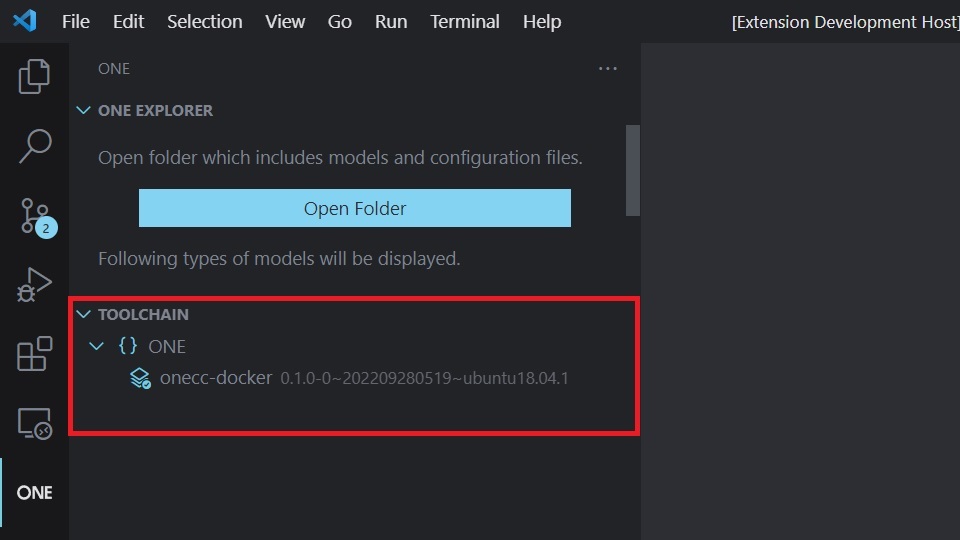 File Edit Selection View Go Run Terminal Help [Extension Development Host]
ONE ...
ONE EXPLORER
Open folder which includes models and configuration files.
Open Folder
2
Following types of models will be displayed.
TOOLCHAIN
{} ONE
onecc-docker 0.1.0-0~202209280519~ubuntu18.04.1
ONE